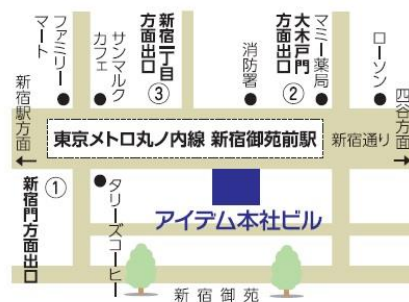 ファミリーマート
サンマルクカフェ
新宿一丁目方面出口
③
消防署
大木戸門方面出口
②
マミー薬局
ローソン
新宿駅方面
東京メトロ丸ノ内線 新宿御苑前駅
新宿通り
四谷方面
新宿門方面出口
①
タリーズコーヒー
アイデム本社ビル
新宿御苑